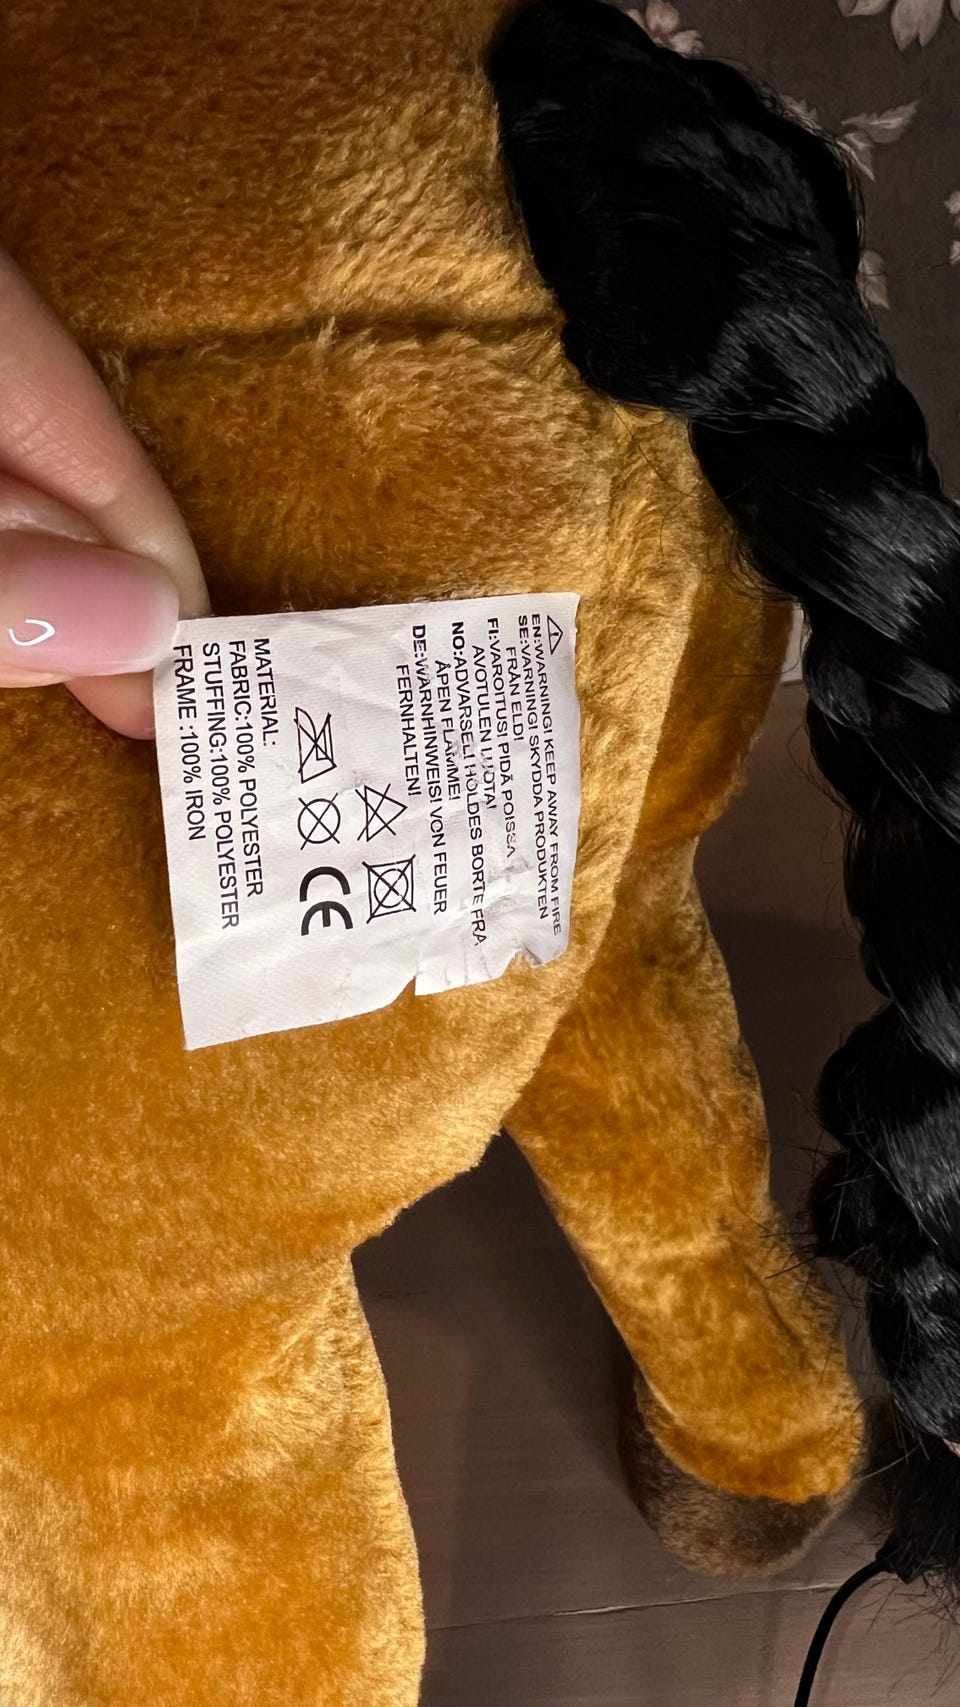 EN:WARNING! KEEP AWAY FROM FIRE
SE:VARNING! SKYDDA PRODUKTEN
FRÅN ELD!
FI:VAROITUS! PIDÄ POISSA
AVOTULEN LUOTA!
NO:ADVARSEL! HOLDES BORTE FRA
ÅPEN FLAMME!
DE:WARNHINWEIS! VON FEUER
FERNHALTEN!
CE
MATERIAL:
FABRIC:100% POLYESTER
STUFFING:100% POLYESTER
FRAME :100% IRON